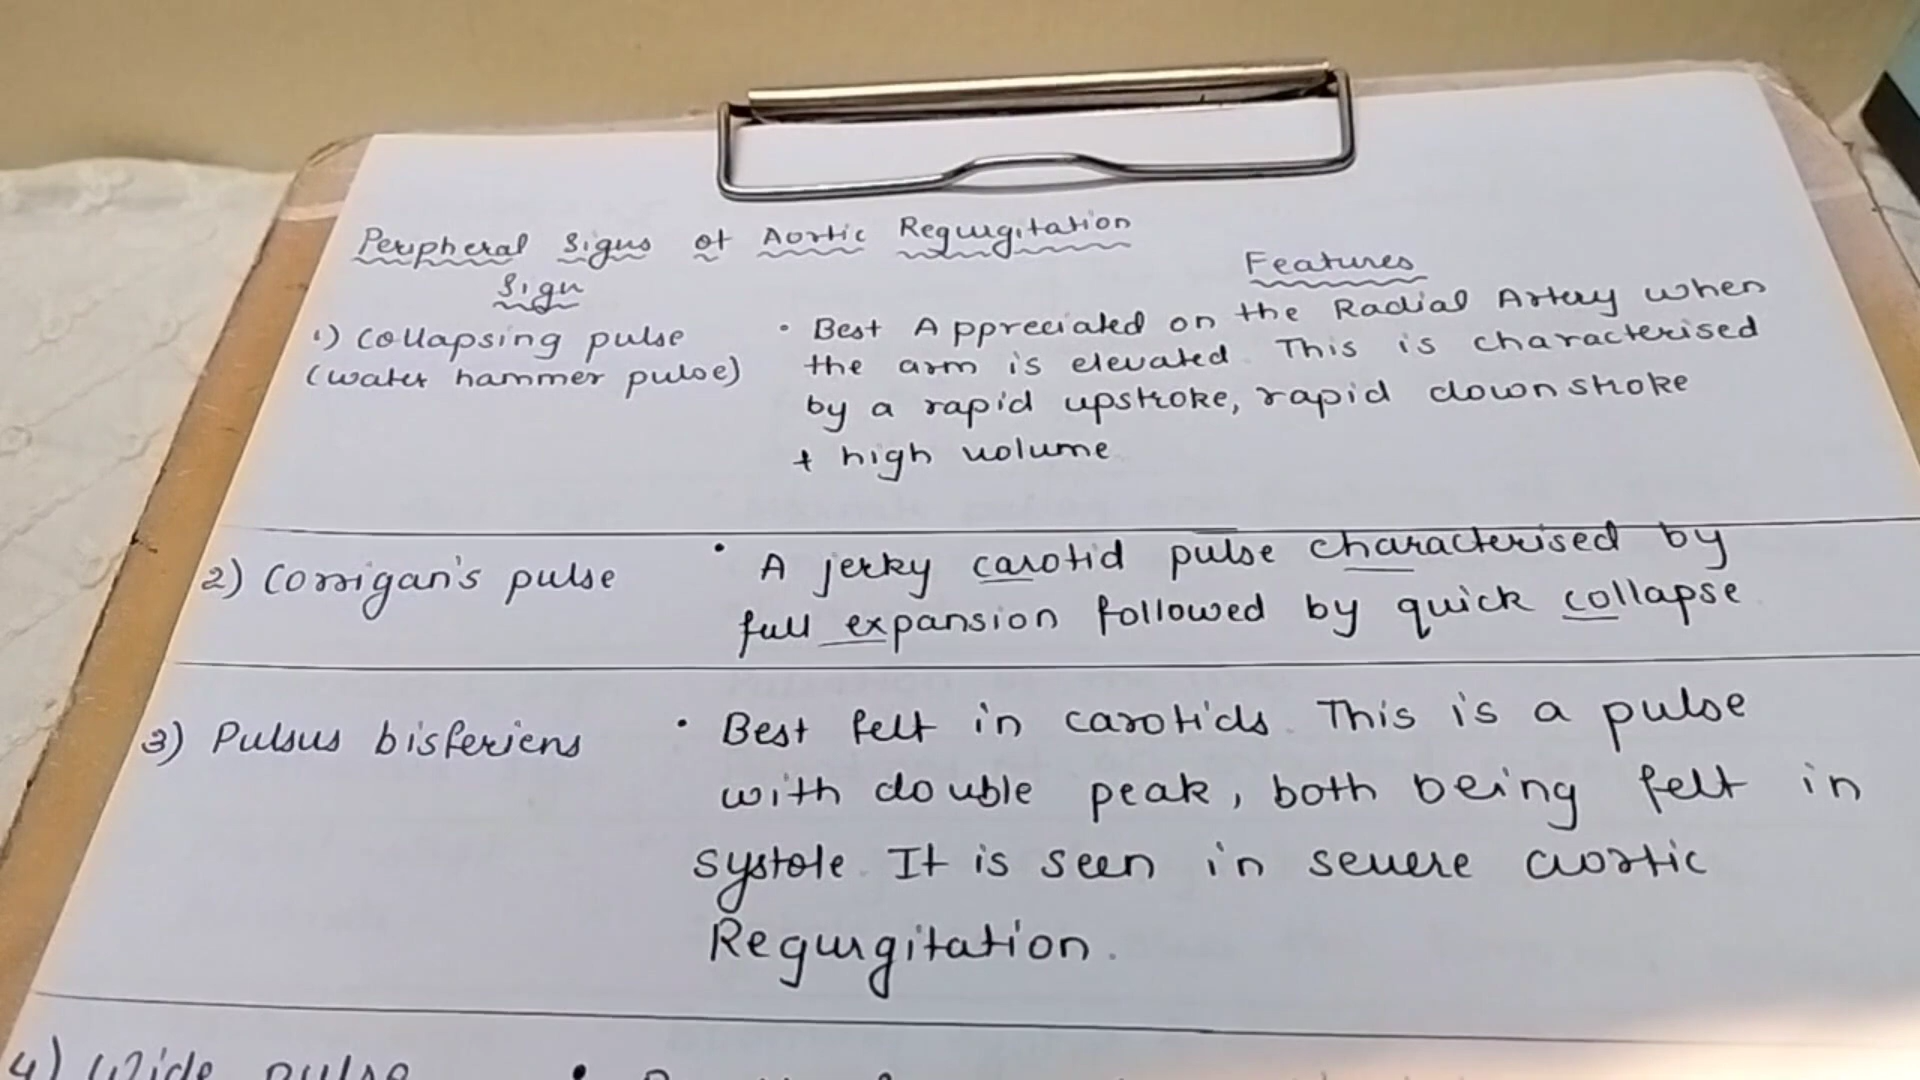 Peripheral Signs of Aortic Regurgitation
Sign
Features
1) Collapsing pulse
(water hammer pulse)
• Best Appreciated on the Radial Artery when
the arm is elevated. This is characterised
by a rapid upstroke, rapid downstroke
+ high volume
2) Corrigan's pulse
• A jerky carotid pulse characterised by
full expansion followed by quick collapse
3) Pulsus bisferiens
• Best felt in carotids. This is a pulse
with double peak, both being felt in
systole. It is seen in severe aortic
Regurgitation.
4) Wide pulse